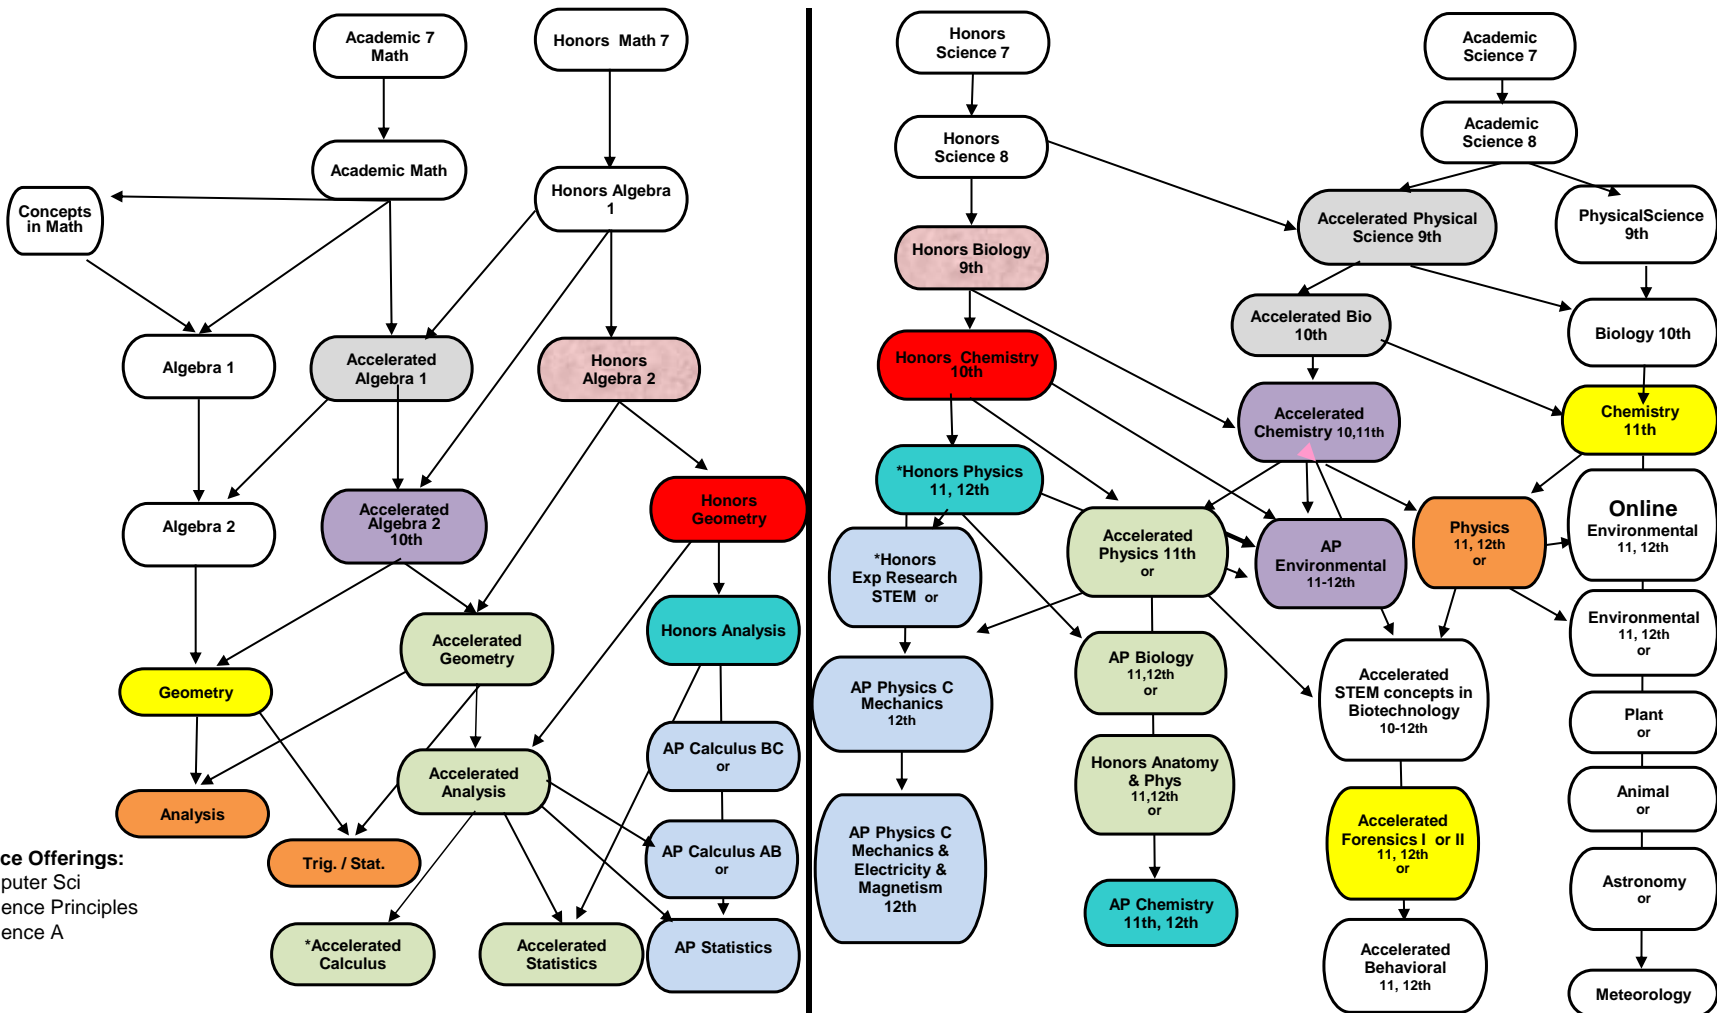 Academic 7
Math
Honors  Math 7
Academic Math
Honors Algebra
1
Concepts
in Math
Algebra 1
Accelerated
Algebra 1
Honors
Algebra 2
Algebra 2
Accelerated
Algebra 2
10th
Honors
Geometry
Accelerated
Geometry
Honors Analysis
Geometry
AP Calculus BC
or
Accelerated
Analysis
Analysis
Trig. / Stat.
AP Calculus AB
or
ce Offerings:
puter Sci
ence Principles
ence A
*Accelerated
Calculus
Accelerated
Statistics
AP Statistics
Honors
Science 7
Academic
Science 7
Honors
Science 8
Academic
Science 8
Accelerated Physical
Science 9th
PhysicalScience
9th
Honors Biology
9th
Accelerated Bio
10th
Biology 10th
Honors  Chemistry
10th
Accelerated
Chemistry 10,11th
Chemistry
11th
*Honors Physics
11, 12th
Accelerated
Physics 11th
or
AP
Environmental
11-12th
Physics
11, 12th
or
Online
Environmental
11, 12th
*Honors
Exp Research
STEM  or
Environmental
11, 12th
or
AP Biology
11,12th
or
AP Physics C
Mechanics
12th
Accelerated
STEM concepts in
Biotechnology
10-12th
Plant
or
Honors Anatomy
& Phys
11,12th
or
Animal
or
AP Physics C
Mechanics &
Electricity &
Magnetism
12th
Accelerated
Forensics I  or II
11, 12th
or
Astronomy
or
AP Chemistry
11th, 12th
Accelerated
Behavioral
11, 12th
Meteorology